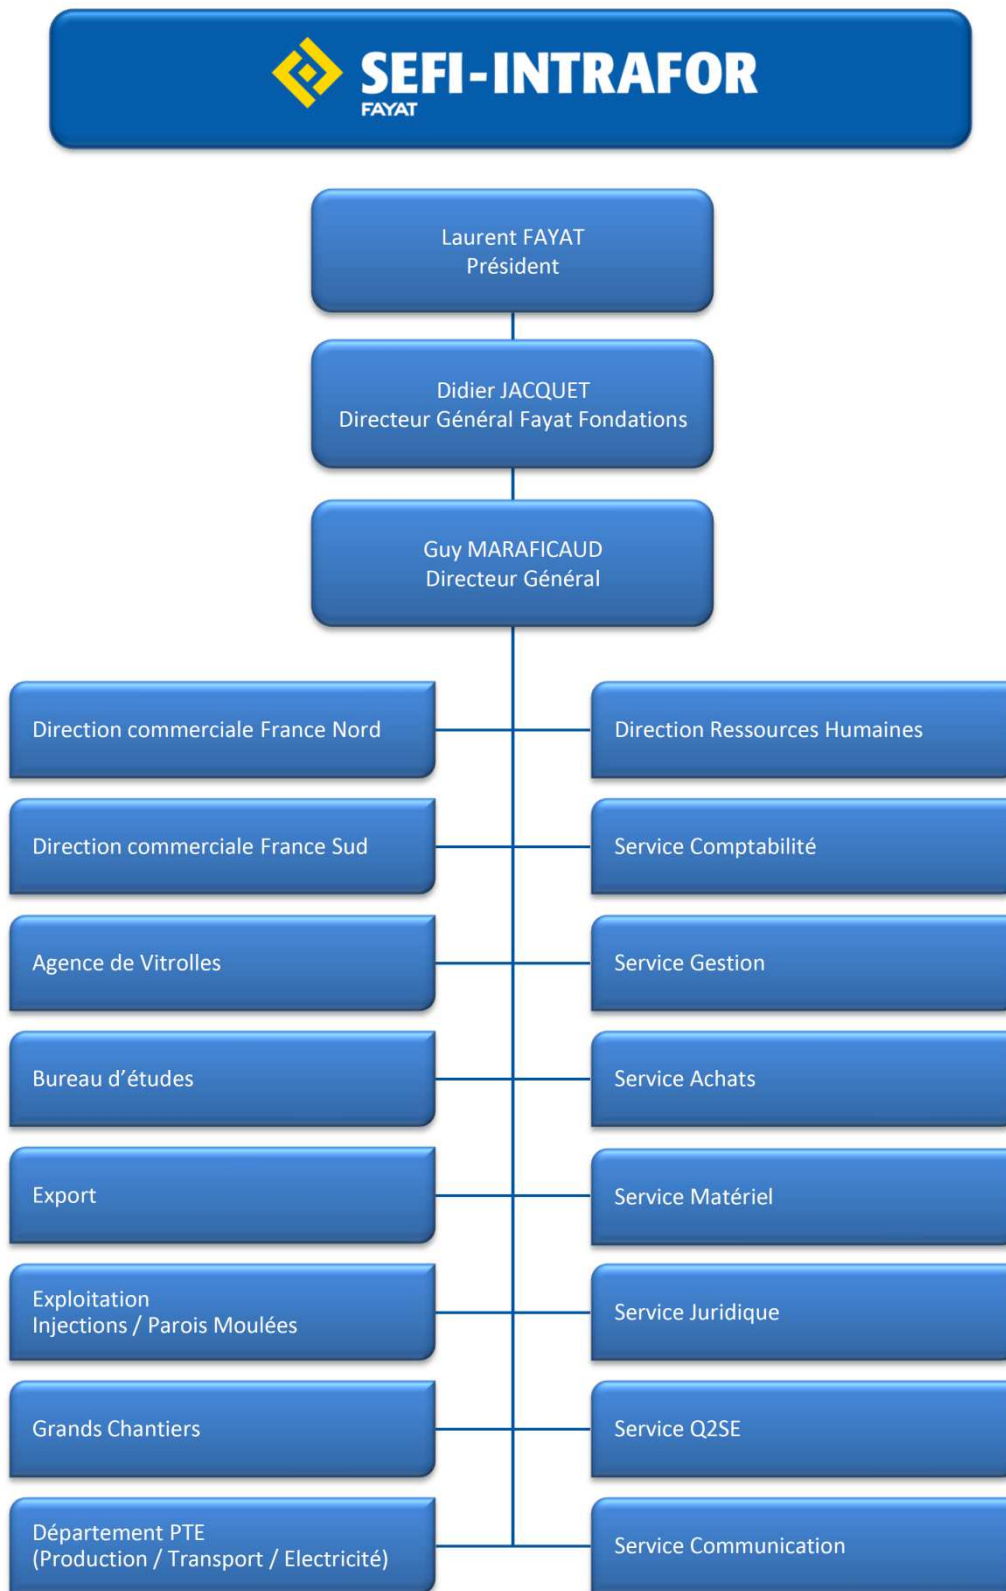 SEFI-INTRAFOR
FAYAT
Laurent FAYAT
Président
Didier JACQUET
Directeur Général Fayat Fondations
Guy MARAFICAUD
Directeur Général
Direction commerciale France Nord
Direction Ressources Humaines
Direction commerciale France Sud
Service Comptabilité
Agence de Vitrolles
Service Gestion
Bureau d’études
Service Achats
Export
Service Matériel
Exploitation
Injections / Parois Moulées
Service Juridique
Grands Chantiers
Service Q2SE
Département PTE
(Production / Transport / Electricité)
Service Communication